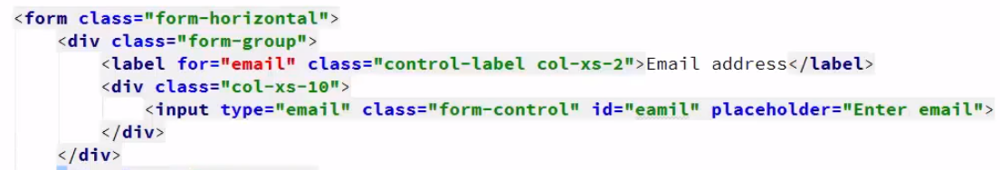 <form class="form-horizontal">
<div class="form-group">
<label for="email" class="control-label col-xs-2">Email address</label>
<div class="col-xs-10">
<input type="email" class="form-control" id="eamil" placeholder="Enter email">
</div>
</div>